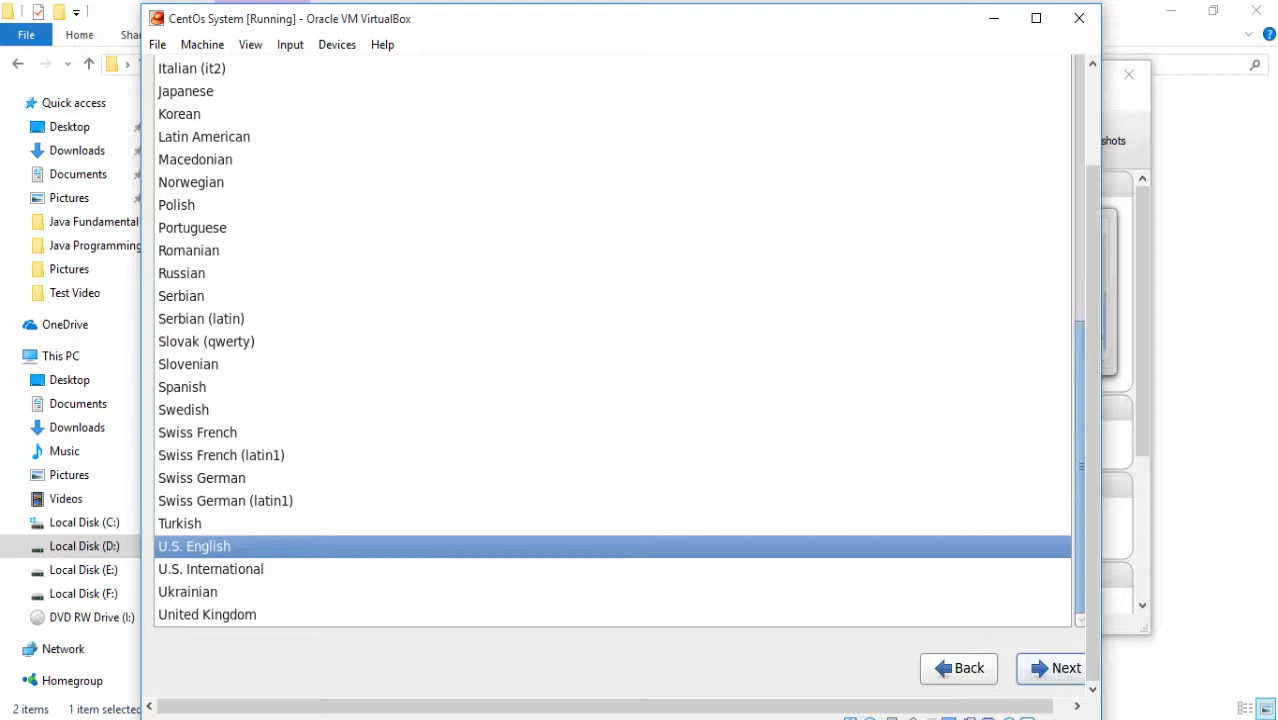 CentOs System [Running] - Oracle VM VirtualBox
File Machine View Input Devices Help
File Home Shar
Quick access
Desktop
Downloads
Documents
Pictures
Java Fundamental
Java Programming
Pictures
Test Video
OneDrive
This PC
Desktop
Documents
Downloads
Music
Pictures
Videos
Local Disk (C:)
Local Disk (D:)
Local Disk (E:)
Local Disk (F:)
DVD RW Drive (I:)
Network
Homegroup
2 items 1 item selected
Italian (it2)
Japanese
Korean
Latin American
Macedonian
Norwegian
Polish
Portuguese
Romanian
Russian
Serbian
Serbian (latin)
Slovak (qwerty)
Slovenian
Spanish
Swedish
Swiss French
Swiss French (latin1)
Swiss German
Swiss German (latin1)
Turkish
U.S. English
U.S. International
Ukrainian
United Kingdom
Back Next
shots